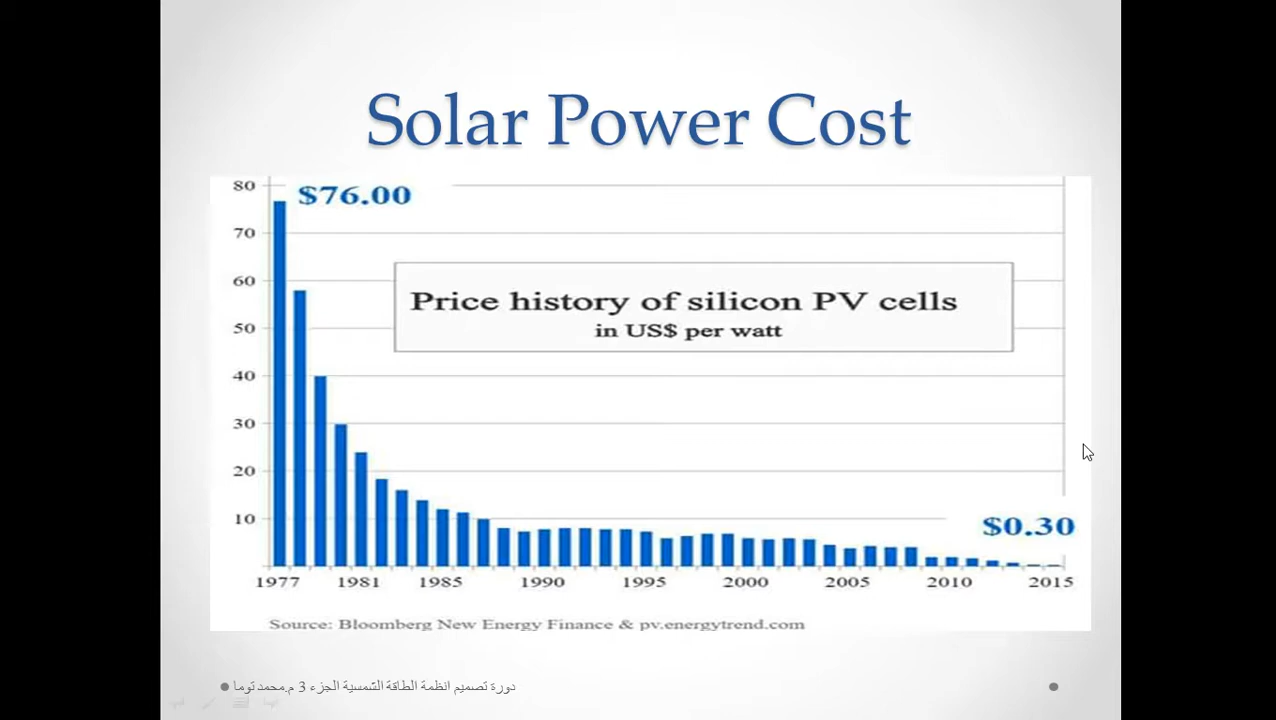 Solar Power Cost
80
$76.00
70
60
Price history of silicon PV cells
50
in US$ per watt
40
30
20
10
$0.30
1977 1981 1985 1990 1995 2000 2005 2010 2015
Source: Bloomberg New Energy Finance & pv.energytrend.com
دورة تصميم انظمة الطاقة الشمسية الجزء 3 م.محمد توما